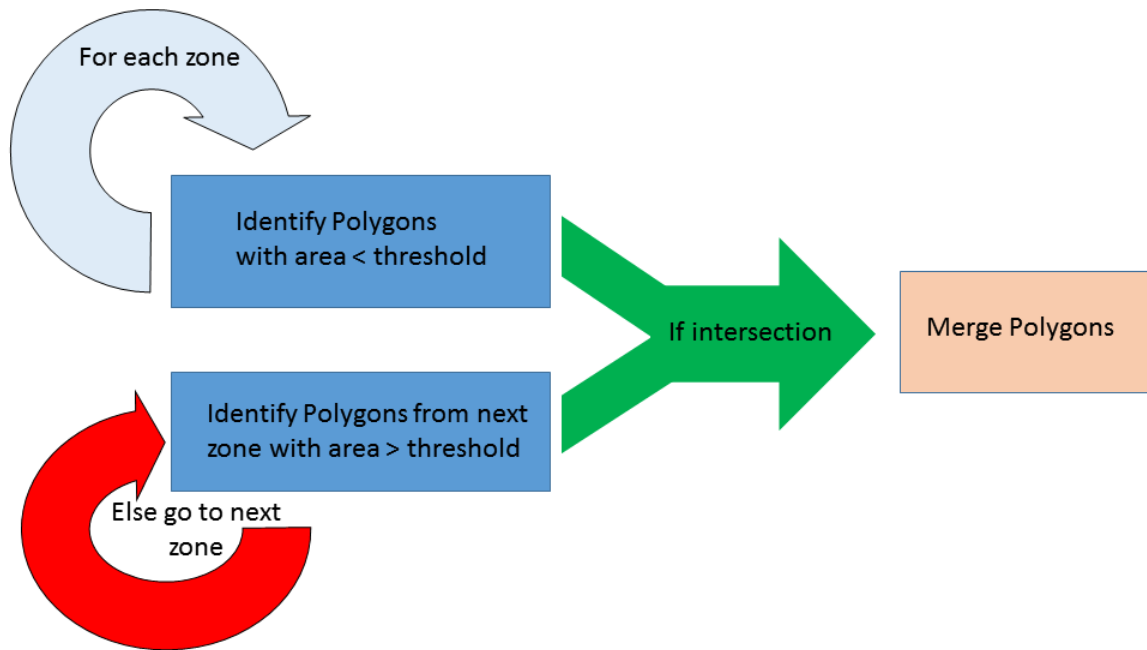 For each zone
Identify Polygons
with area < threshold
If intersection
Merge Polygons
Identify Polygons from next
zone with area > threshold
Else go to next
zone